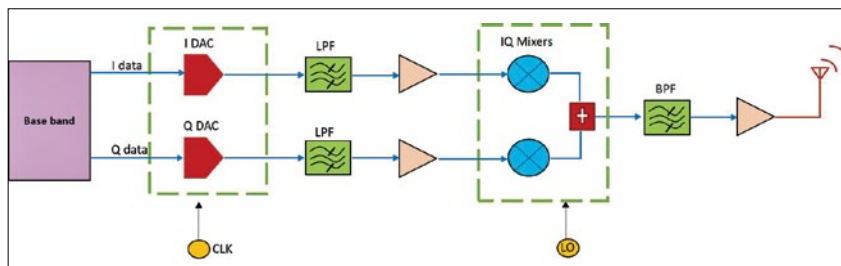 I DAC
LPF
IQ Mixers
I data
BPF
Base band
+
Q DAC
LPF
Q data
CLK
LO